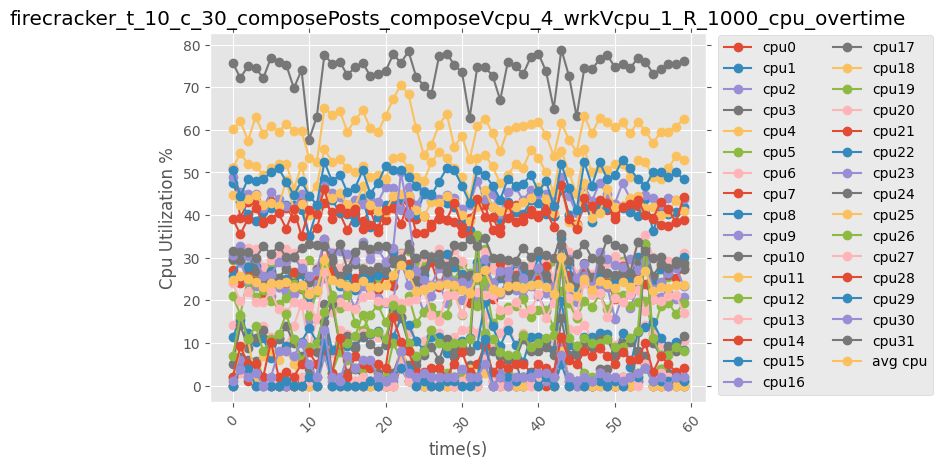 firecracker_t_10_c_30_composePosts_composeVcpu_4_wrkVcpu_1_R_1000_cpu_overtime
Cpu Utilization %
80
70
60
50
40
30
20
10
0
0
10
20
30
40
50
60
time(s)
cpu0
cpu1
cpu2
cpu3
cpu4
cpu5
cpu6
cpu7
cpu8
cpu9
cpu10
cpu11
cpu12
cpu13
cpu14
cpu15
cpu16
cpu17
cpu18
cpu19
cpu20
cpu21
cpu22
cpu23
cpu24
cpu25
cpu26
cpu27
cpu28
cpu29
cpu30
cpu31
avg cpu